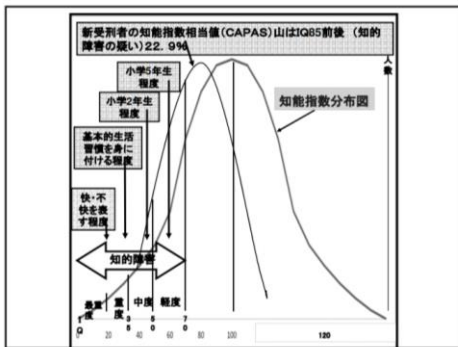 新受刑者の知能指数相当値(CAPAS)山はIQ85前後 (知的
障害の疑い)22.9%
人数
小学5年生
程度
小学2年生
程度
知能指数分布図
基本的生活
習慣を身に
付ける程度
快・不
快を表
す程度
知的障害
最重度
重度
中度
軽度
IQ
35
50
70
0
20
40
60
80
100
120